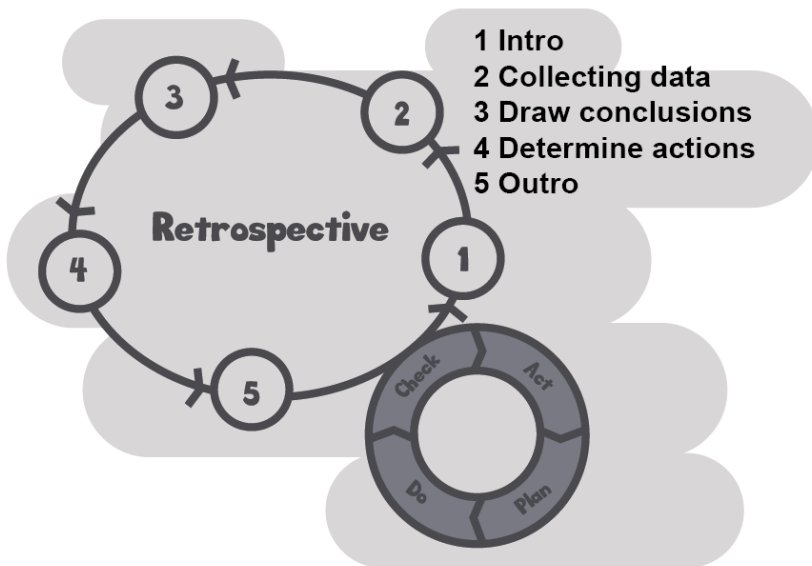 1 Intro
2 Collecting data
3 Draw conclusions
4 Determine actions
5 Outro
3
2
Retrospective
4
1
5
Check
Act
Do
Plan